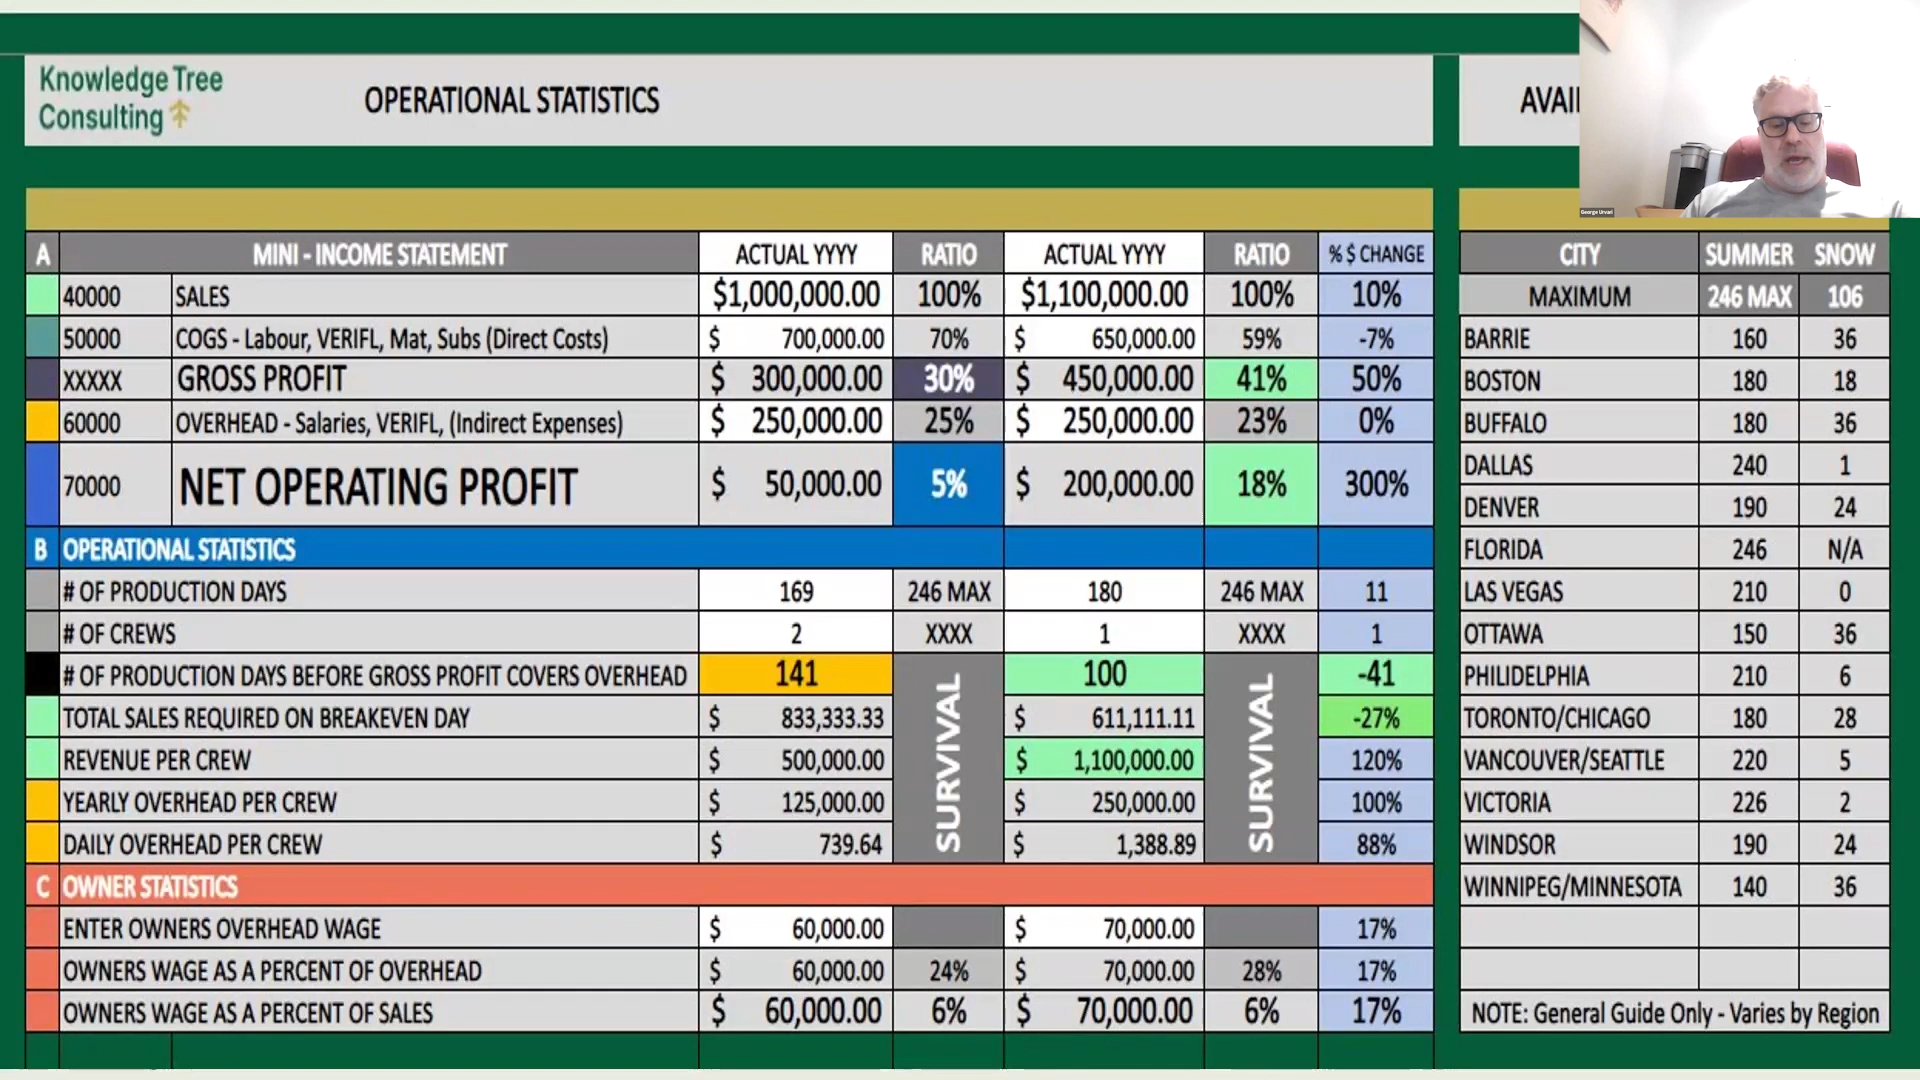 Knowledge Tree
Consulting
OPERATIONAL STATISTICS
AVAI
George Urvari
A MINI - INCOME STATEMENT ACTUAL YYYY RATIO ACTUAL YYYY RATIO % $ CHANGE
40000 SALES $1,000,000.00 100% $1,100,000.00 100% 10%
50000 COGS - Labour, VERIFL, Mat, Subs (Direct Costs) $ 700,000.00 70% $ 650,000.00 59% -7%
XXXXX GROSS PROFIT $ 300,000.00 30% $ 450,000.00 41% 50%
60000 OVERHEAD - Salaries, VERIFL, (Indirect Expenses) $ 250,000.00 25% $ 250,000.00 23% 0%
70000 NET OPERATING PROFIT $ 50,000.00 5% $ 200,000.00 18% 300%
B OPERATIONAL STATISTICS
# OF PRODUCTION DAYS 169 246 MAX 180 246 MAX 11
# OF CREWS 2 XXXX 1 XXXX 1
# OF PRODUCTION DAYS BEFORE GROSS PROFIT COVERS OVERHEAD 141 100 -41
TOTAL SALES REQUIRED ON BREAKEVEN DAY $ 833,333.33 $ 611,111.11 -27%
REVENUE PER CREW $ 500,000.00 $ 1,100,000.00 120%
YEARLY OVERHEAD PER CREW $ 125,000.00 $ 250,000.00 100%
DAILY OVERHEAD PER CREW $ 739.64 $ 1,388.89 88%
SURVIVAL
SURVIVAL
C OWNER STATISTICS
ENTER OWNERS OVERHEAD WAGE $ 60,000.00 $ 70,000.00 17%
OWNERS WAGE AS A PERCENT OF OVERHEAD $ 60,000.00 24% $ 70,000.00 28% 17%
OWNERS WAGE AS A PERCENT OF SALES $ 60,000.00 6% $ 70,000.00 6% 17%
CITY SUMMER SNOW
MAXIMUM 246 MAX 106
BARRIE 160 36
BOSTON 180 18
BUFFALO 180 36
DALLAS 240 1
DENVER 190 24
FLORIDA 246 N/A
LAS VEGAS 210 0
OTTAWA 150 36
PHILIDELPHIA 210 6
TORONTO/CHICAGO 180 28
VANCOUVER/SEATTLE 220 5
VICTORIA 226 2
WINDSOR 190 24
WINNIPEG/MINNESOTA 140 36
NOTE: General Guide Only - Varies by Region